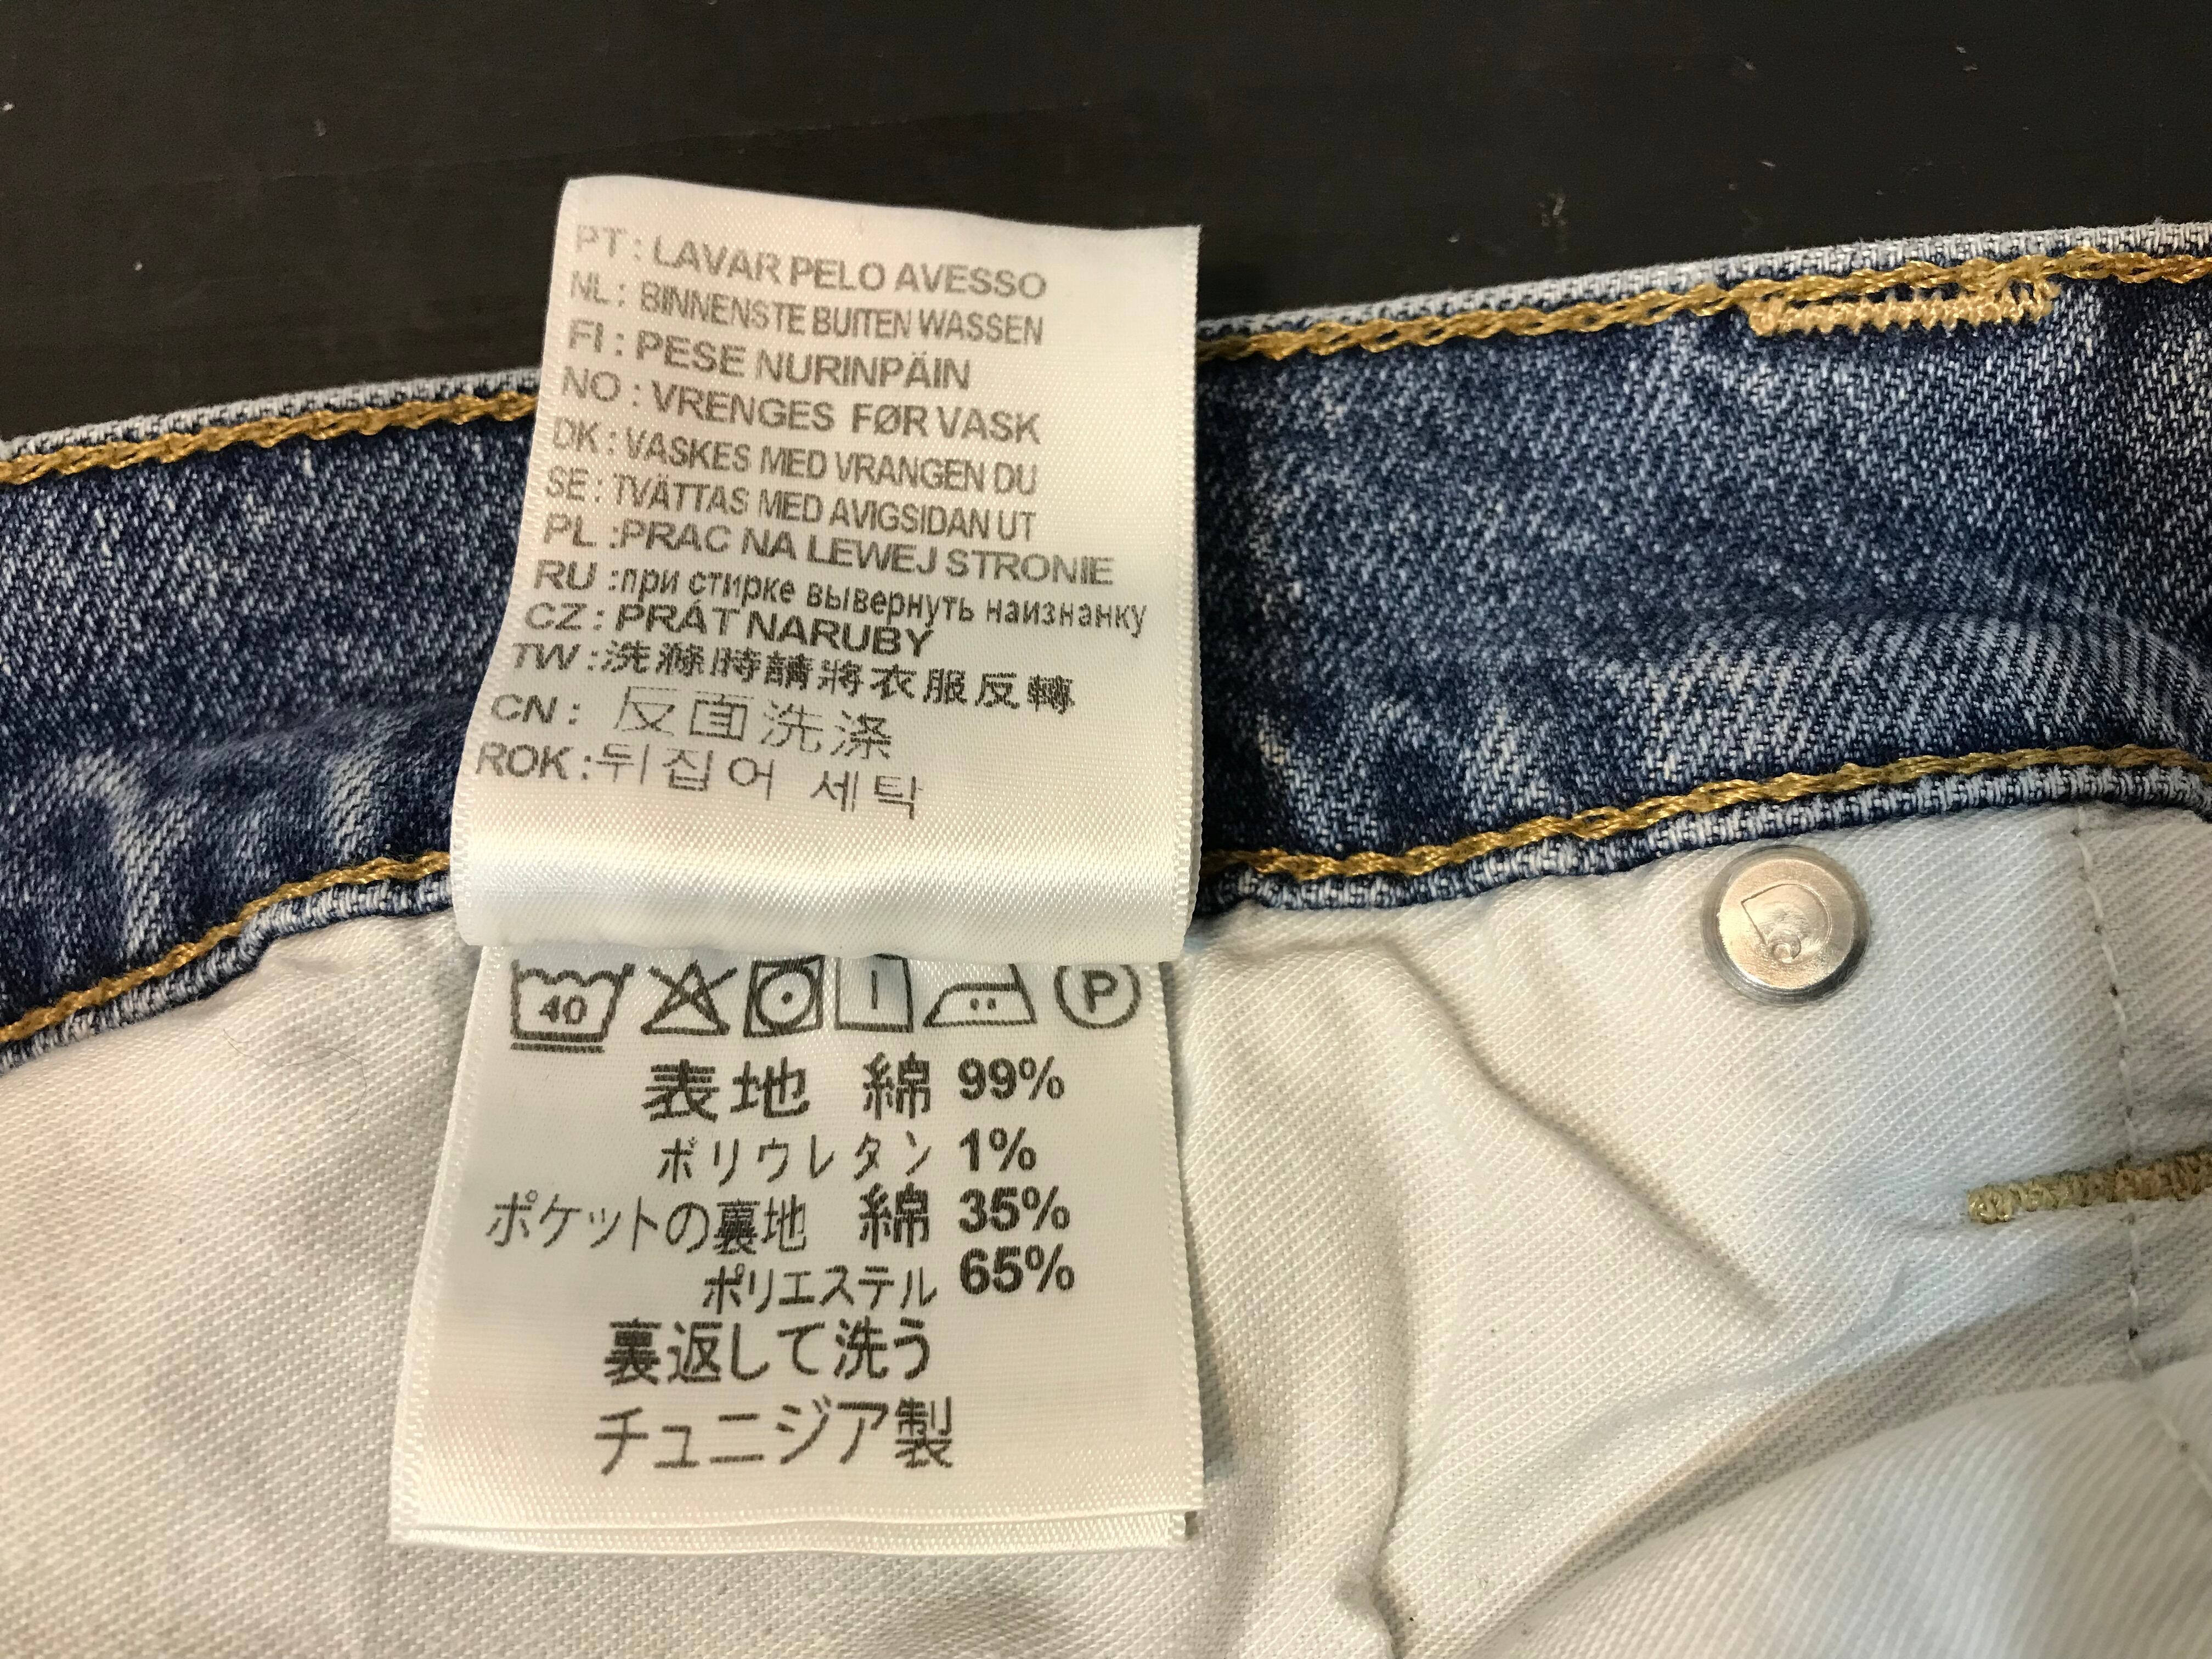 PT : LAVAR PELO AVESSO
NL : BINNENSTE BUITEN WASSEN
FI : PESE NURINPÄIN
NO : VRENGES FØR VASK
DK : VASKES MED VRANGEN DU
SE : TVÄTTAS MED AVIGSIDAN UT
PL :PRAC NA LEWEJ STRONIE
RU :при стирке вывернуть наизнанку
CZ : PRÁT NARUBY
TW :洗滌時請將衣服反轉
CN : 反面洗涤
ROK :뒤집어 세탁
40 P
表地 綿 99%
ポリウレタン 1%
ポケットの裏地 綿 35%
ポリエステル 65%
裏返して洗う
チュニジア製